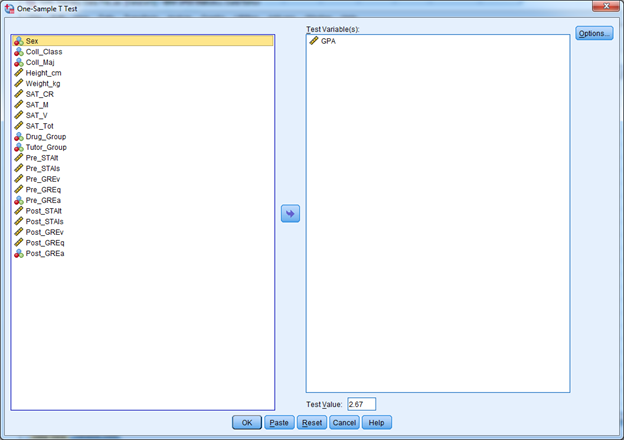 One-Sample T Test
Sex
Coll_Class
Coll_Maj
Height_cm
Weight_kg
SAT_CR
SAT_M
SAT_V
SAT_Tot
Drug_Group
Tutor_Group
Pre_STAIt
Pre_STAIs
Pre_GREv
Pre_GREq
Pre_GREa
Post_STAIt
Post_STAIs
Post_GREv
Post_GREq
Post_GREa
Test Variable(s):
GPA
Options...
Test Value: 2.67
OK Paste Reset Cancel Help